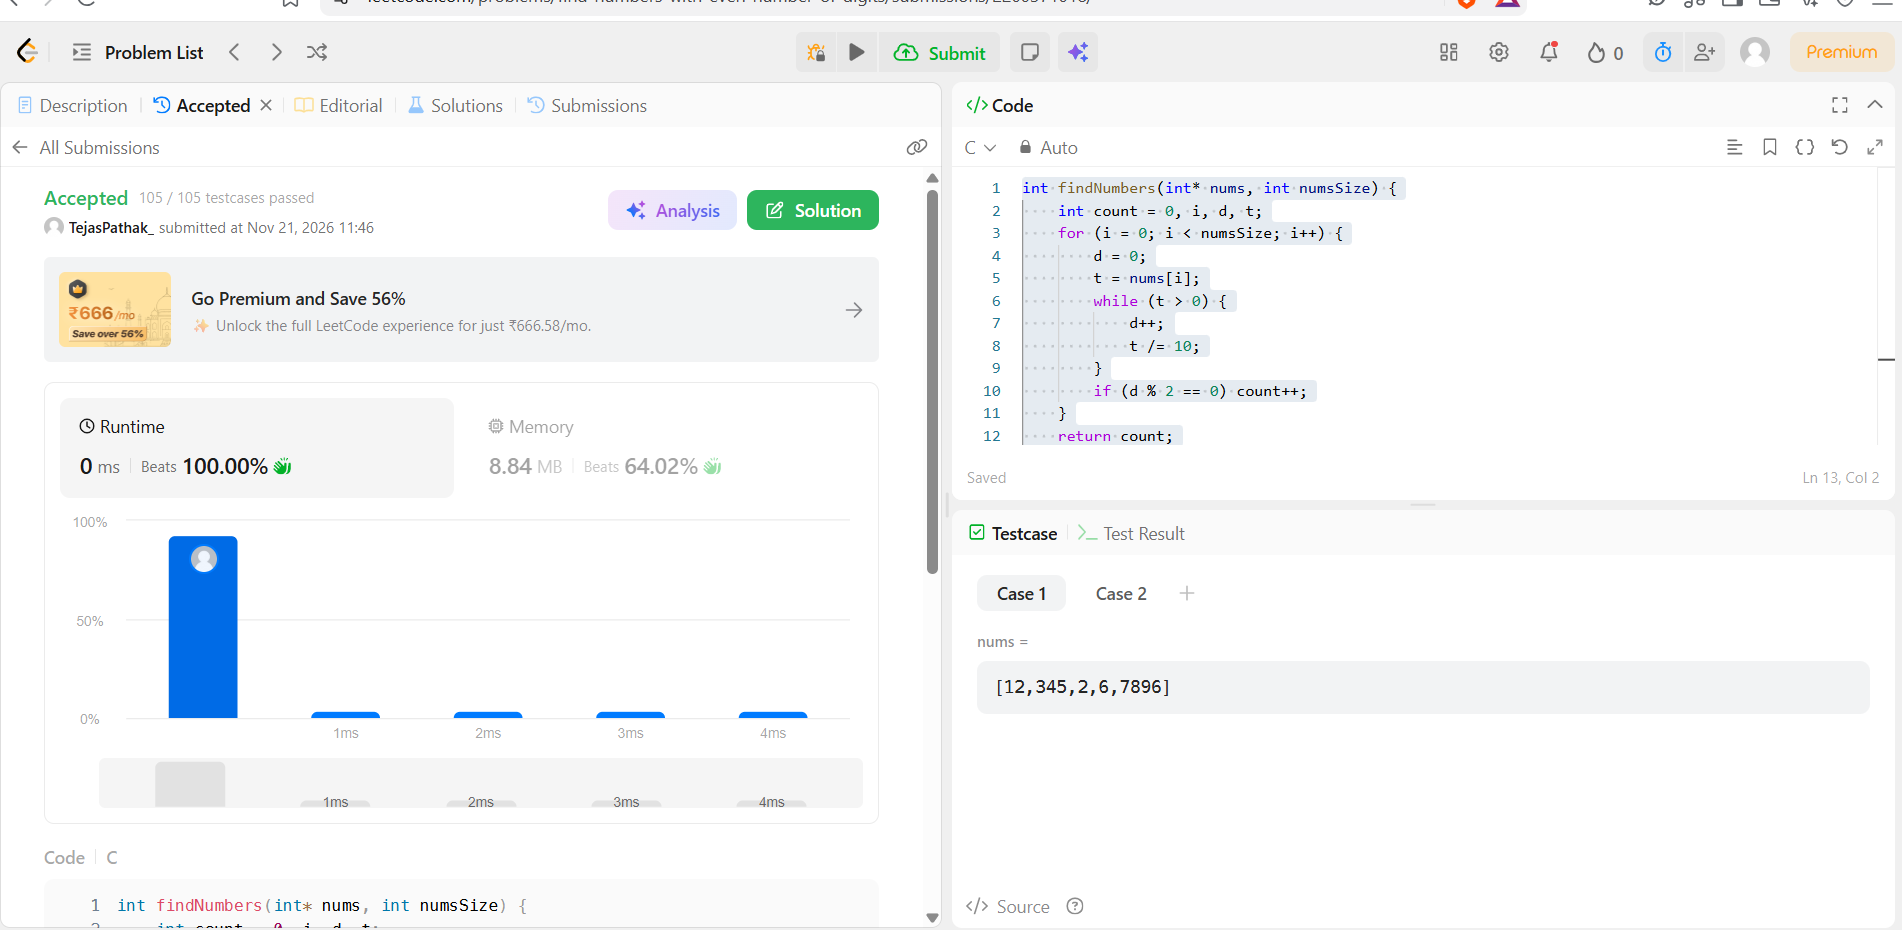 Problem List
Submit
0
Premium
Description
Accepted
Editorial
Solutions
Submissions
All Submissions
Accepted 105 / 105 testcases passed
TejasPathak_ submitted at Nov 21, 2026 11:46
Analysis
Solution
₹666/mo
Save over 56%
Go Premium and Save 56%
Unlock the full LeetCode experience for just ₹666.58/mo.
Runtime
0 ms Beats 100.00%
Memory
8.84 MB Beats 64.02%
100%
50%
0%
1ms 2ms 3ms 4ms
1ms 2ms 3ms 4ms
Code C
1 int findNumbers(int* nums, int numsSize) {
Code
C Auto
1 int findNumbers(int* nums, int numsSize) {
2 int count = 0, i, d, t;
3 for (i = 0; i < numsSize; i++) {
4 d = 0;
5 t = nums[i];
6 while (t > 0) {
7 d++;
8 t /= 10;
9 }
10 if (d % 2 == 0) count++;
11 }
12 return count;
Saved
Ln 13, Col 2
Testcase
Test Result
Case 1
Case 2
nums =
[12,345,2,6,7896]
Source